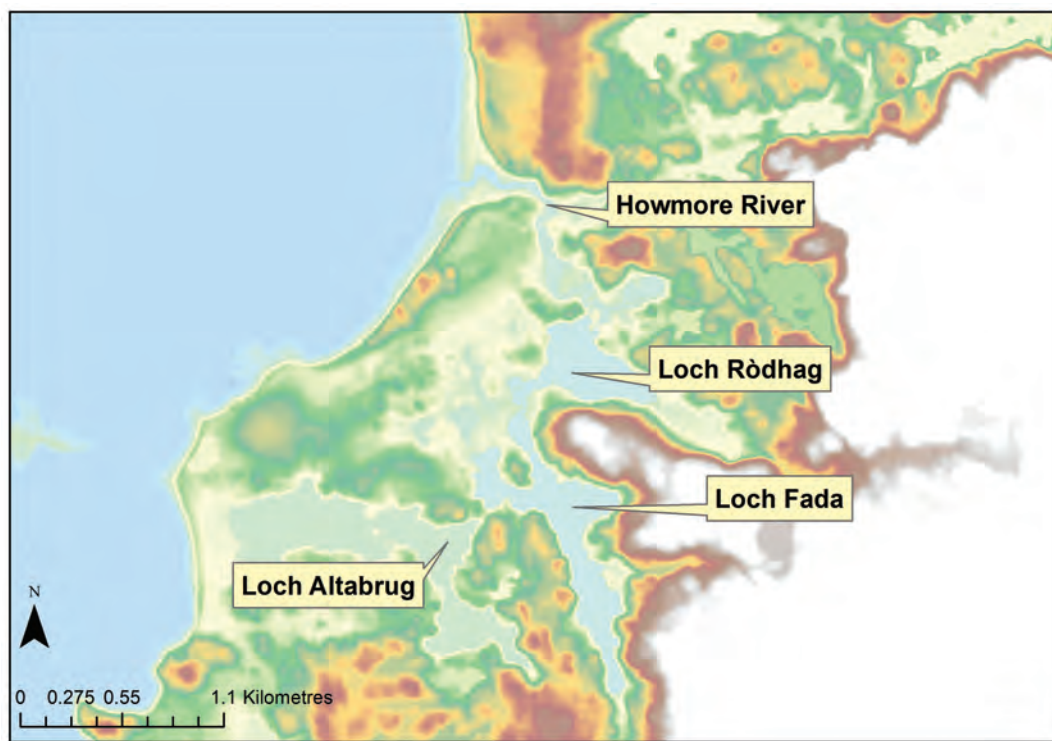 Howmore River
Loch Ròdhag
Loch Fada
Loch Altabrug
N
0 0.275 0.55 1.1 Kilometres